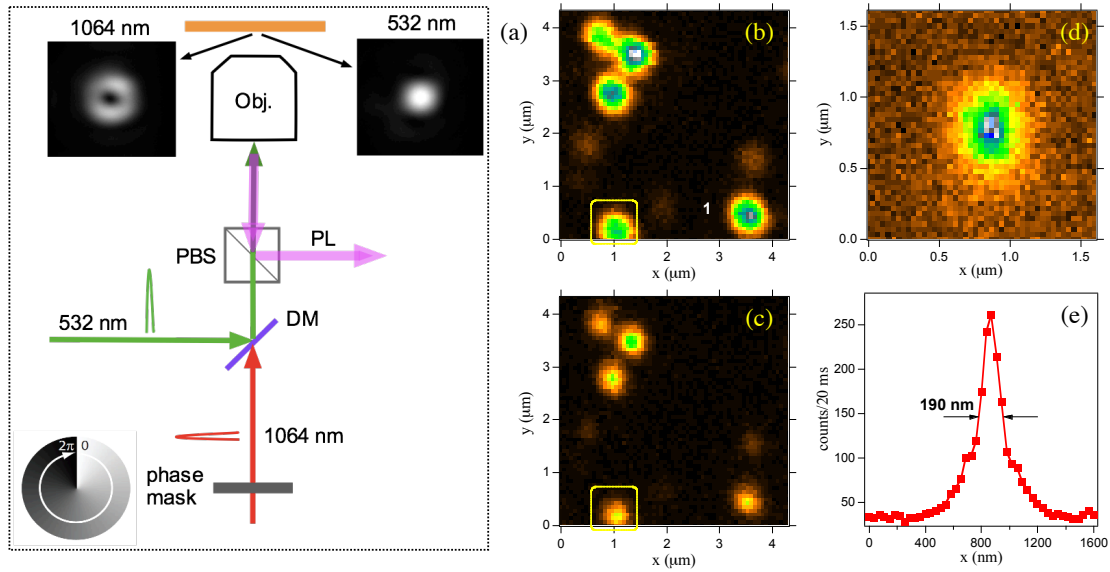 1064 nm
532 nm
(a)
Obj.
PBS
PL
532 nm
DM
1064 nm
phase
mask
2π
0
(b)
y (μm)
4
3
2
1
0
1
0
1
2
3
4
x (μm)
(c)
y (μm)
4
3
2
1
0
0
1
2
3
4
x (μm)
(d)
y (μm)
1.5
1.0
0.5
0.0
0.0
0.5
1.0
1.5
x (μm)
(e)
counts/20 ms
250
200
150
100
50
190 nm
0
400
800
1200
1600
x (nm)